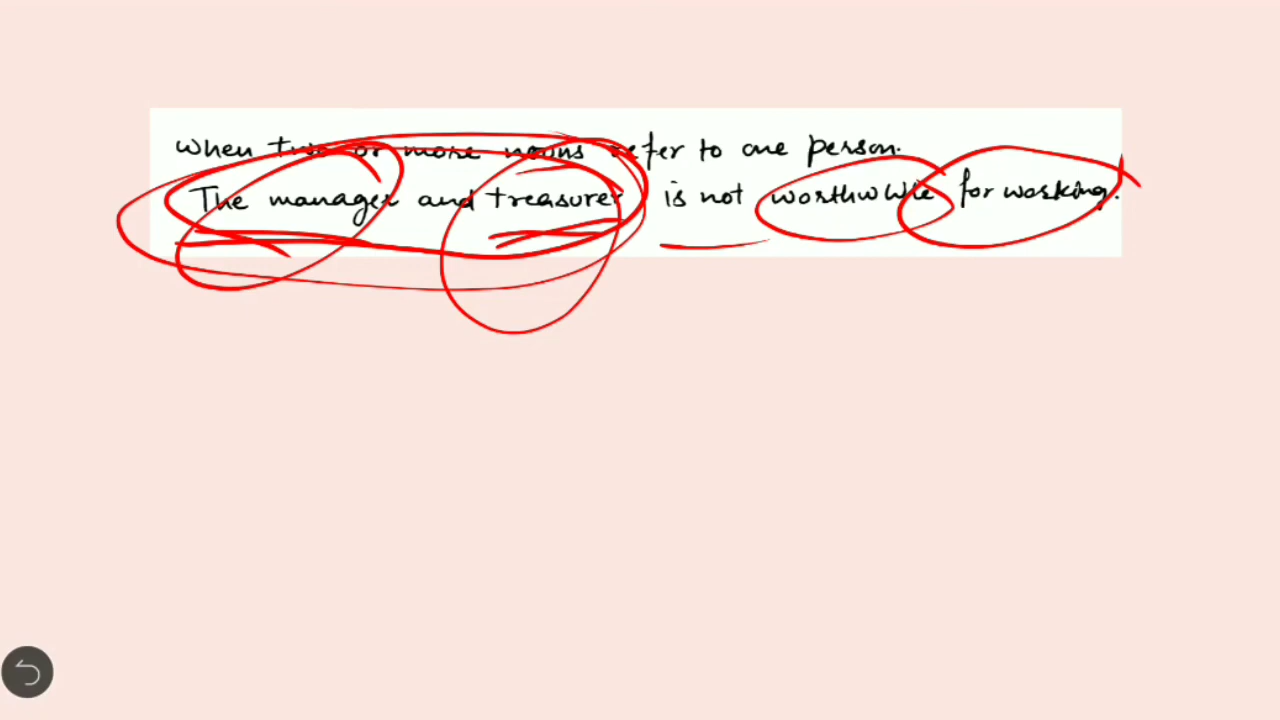 when two or more nouns refer to one person.
The manager and treasurer is not worthwhile for working.